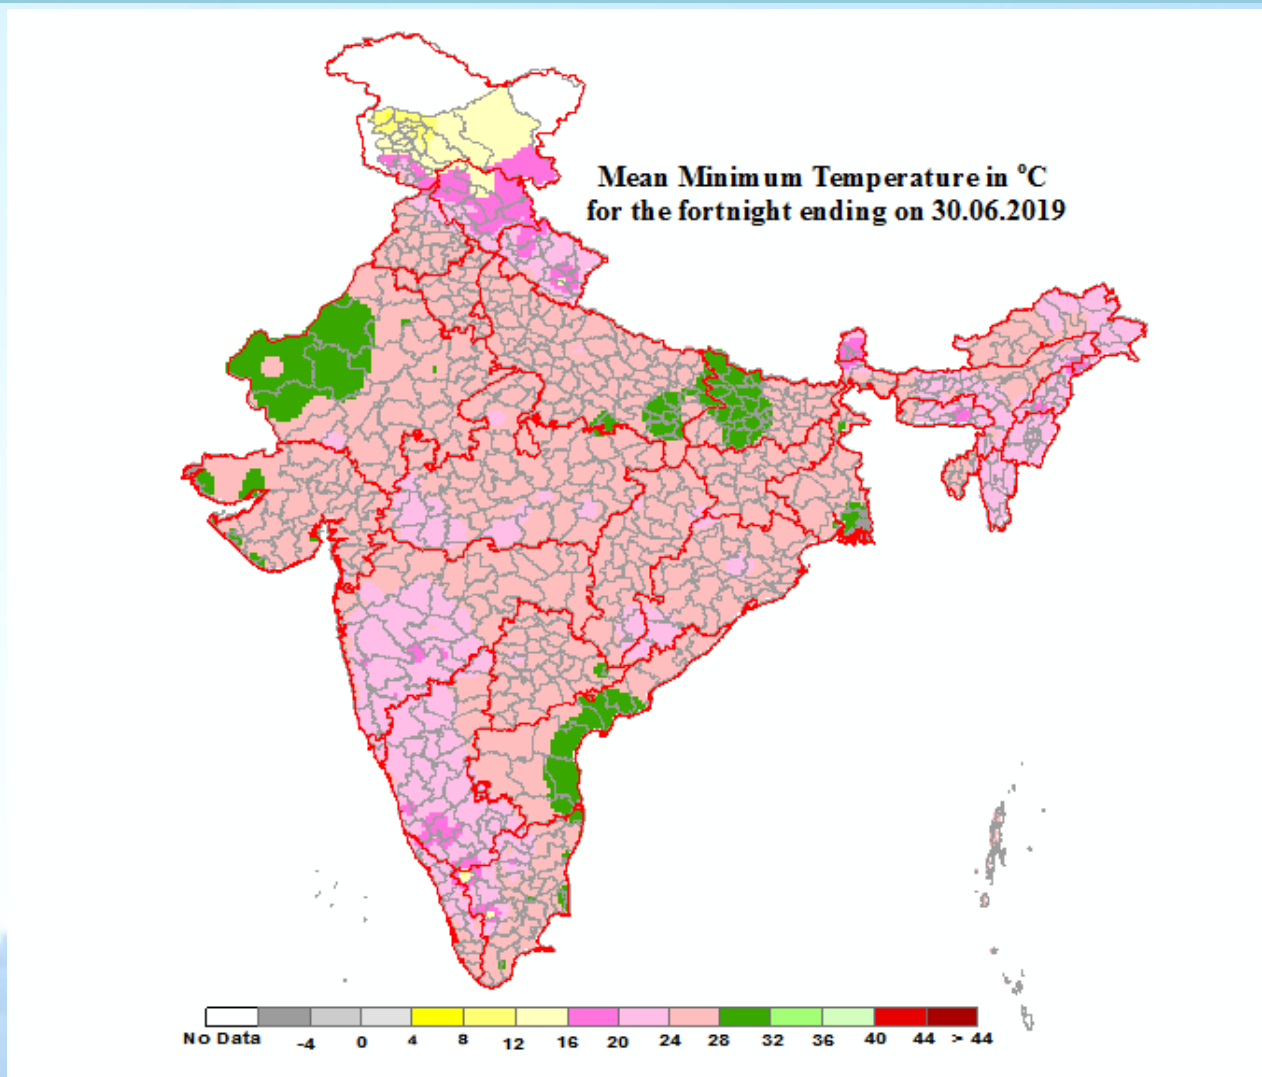 Mean Minimum Temperature in °C
for the fortnight ending on 30.06.2019
No Data -4 0 4 8 12 16 20 24 28 32 36 40 44 > 44